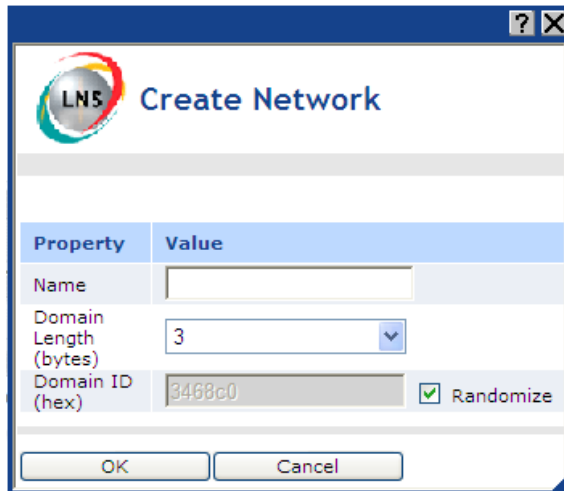 ?
LNS
Create Network
Property Value
Name
Domain Length (bytes) 3
Domain ID (hex) 3468c0 Randomize
OK Cancel